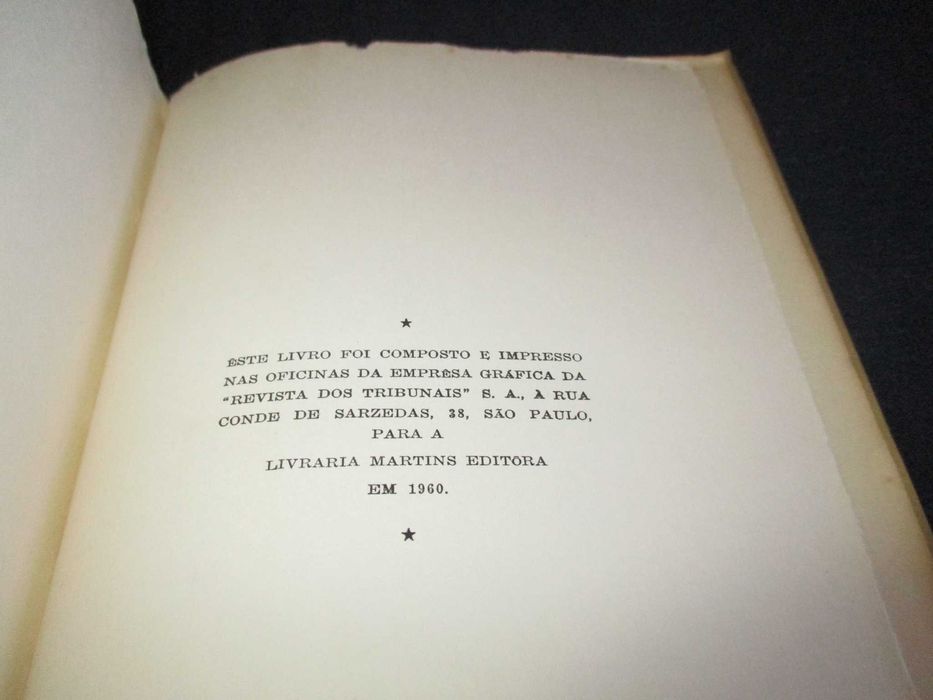 ★
ÊSTE LIVRO FOI COMPOSTO E IMPRESSO
NAS OFICINAS DA EMPRÊSA GRÁFICA DA
"REVISTA DOS TRIBUNAIS" S. A., À RUA
CONDE DE SARZEDAS, 38, SÃO PAULO,
PARA A
LIVRARIA MARTINS EDITÔRA
EM 1960.
★